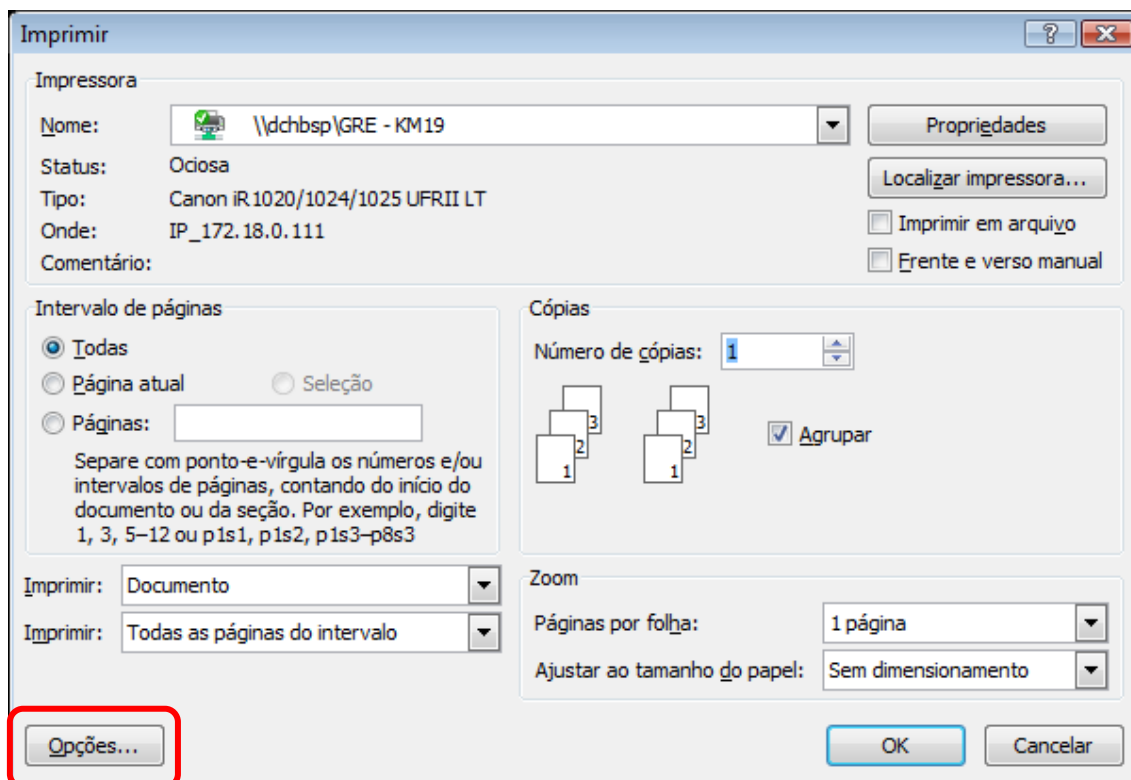 Imprimir
Impressora
Nome: \\dchbsp\GRE - KM19 Propriedades
Status: Ociosa Localizar impressora...
Tipo: Canon iR1020/1024/1025 UFRII LT
Onde: IP_172.18.0.111 Imprimir em arquivo
Comentário: Frente e verso manual
Intervalo de páginas
Todas
Página atual Seleção
Páginas:
Separe com ponto-e-vírgula os números e/ou
intervalos de páginas, contando do início do
documento ou da seção. Por exemplo, digite
1, 3, 5–12 ou p1s1, p1s2, p1s3–p8s3
Cópias
Número de cópias: 1
3 3
2 2
1 1
Agrupar
Imprimir: Documento
Imprimir: Todas as páginas do intervalo
Zoom
Páginas por folha: 1 página
Ajustar ao tamanho do papel: Sem dimensionamento
Opções... OK Cancelar